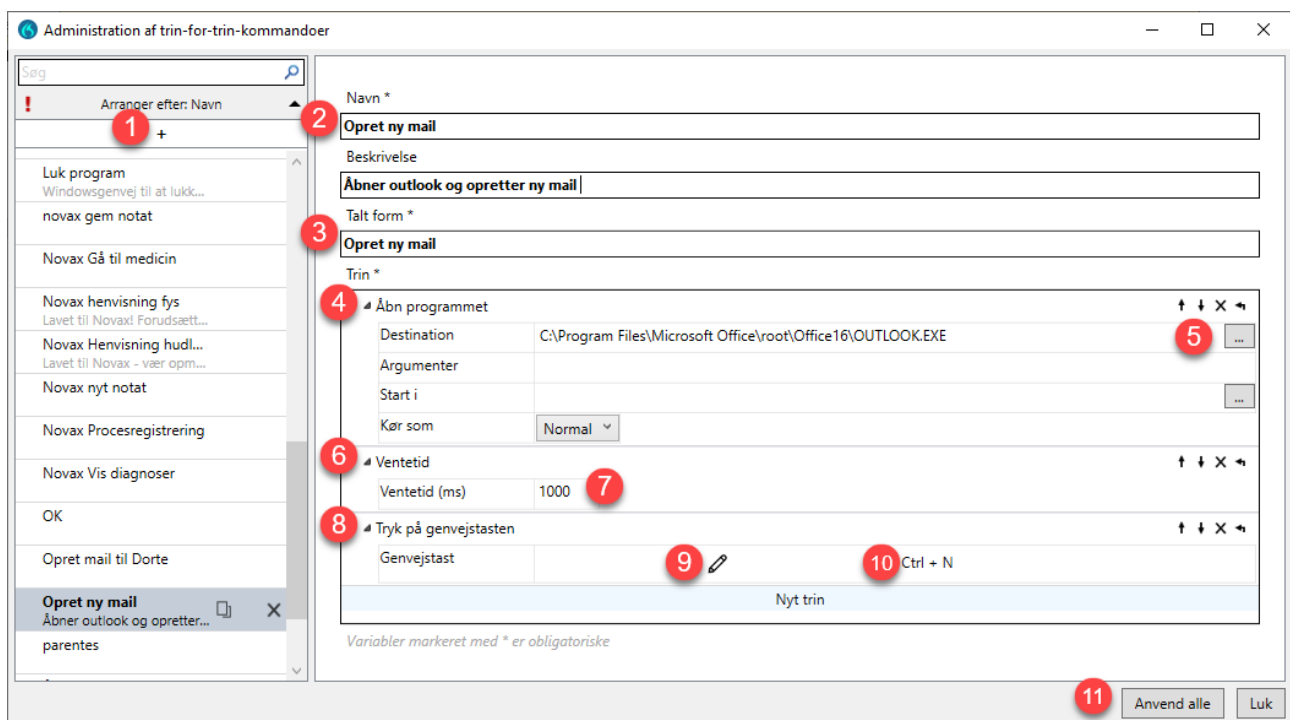 Administration af trin-for-trin-kommandoer
Søg
! Arranger efter: Navn
1 +
Luk program
Windowsgenvej til at lukk...
novax gem notat
Novax Gå til medicin
Novax henvisning fys
Lavet til Novax! Forudsætt...
Novax Henvisning hudl...
Lavet til Novax - vær opm...
Novax nyt notat
Novax Procesregistrering
Novax Vis diagnoser
OK
Opret mail til Dorte
Opret ny mail
Åbner outlook og opretter...
parentes
Navn *
2 Opret ny mail
Beskrivelse
Åbner outlook og opretter ny mail
Talt form *
3 Opret ny mail
Trin *
4 Åbn programmet
Destination C:\Program Files\Microsoft Office\root\Office16\OUTLOOK.EXE 5 ...
Argumenter
Start i ...
Kør som Normal
6 Ventetid
Ventetid (ms) 1000 7
8 Tryk på genvejstasten
Genvejstast 9 10 Ctrl + N
Nyt trin
Variabler markeret med * er obligatoriske
11 Anvend alle Luk